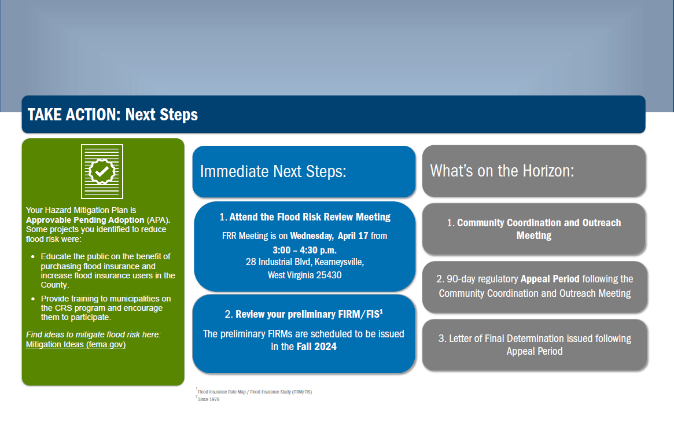 TAKE ACTION: Next Steps
Your Hazard Mitigation Plan is
Approvable Pending Adoption (APA).
Some projects you identified to reduce
flood risk were:
• Educate the public on the benefit of
purchasing flood insurance and
increase flood insurance users in the
County.
• Provide training to municipalities on
the CRS program and encourage
them to participate.
Find ideas to mitigate flood risk here:
Mitigation Ideas (fema.gov)
Immediate Next Steps:
1. Attend the Flood Risk Review Meeting
FRR Meeting is on Wednesday, April 17 from
3:00 – 4:30 p.m.
28 Industrial Blvd, Kearneysville,
West Virginia 25430
2. Review your preliminary FIRM/FIS¹
The preliminary FIRMs are scheduled to be issued
in the Fall 2024
What's on the Horizon:
1. Community Coordination and Outreach
Meeting
2. 90-day regulatory Appeal Period following the
Community Coordination and Outreach Meeting
3. Letter of Final Determination issued following
Appeal Period
¹ Flood Insurance Rate Map / Flood Insurance Study (FIRM/FIS)
² Since 1978